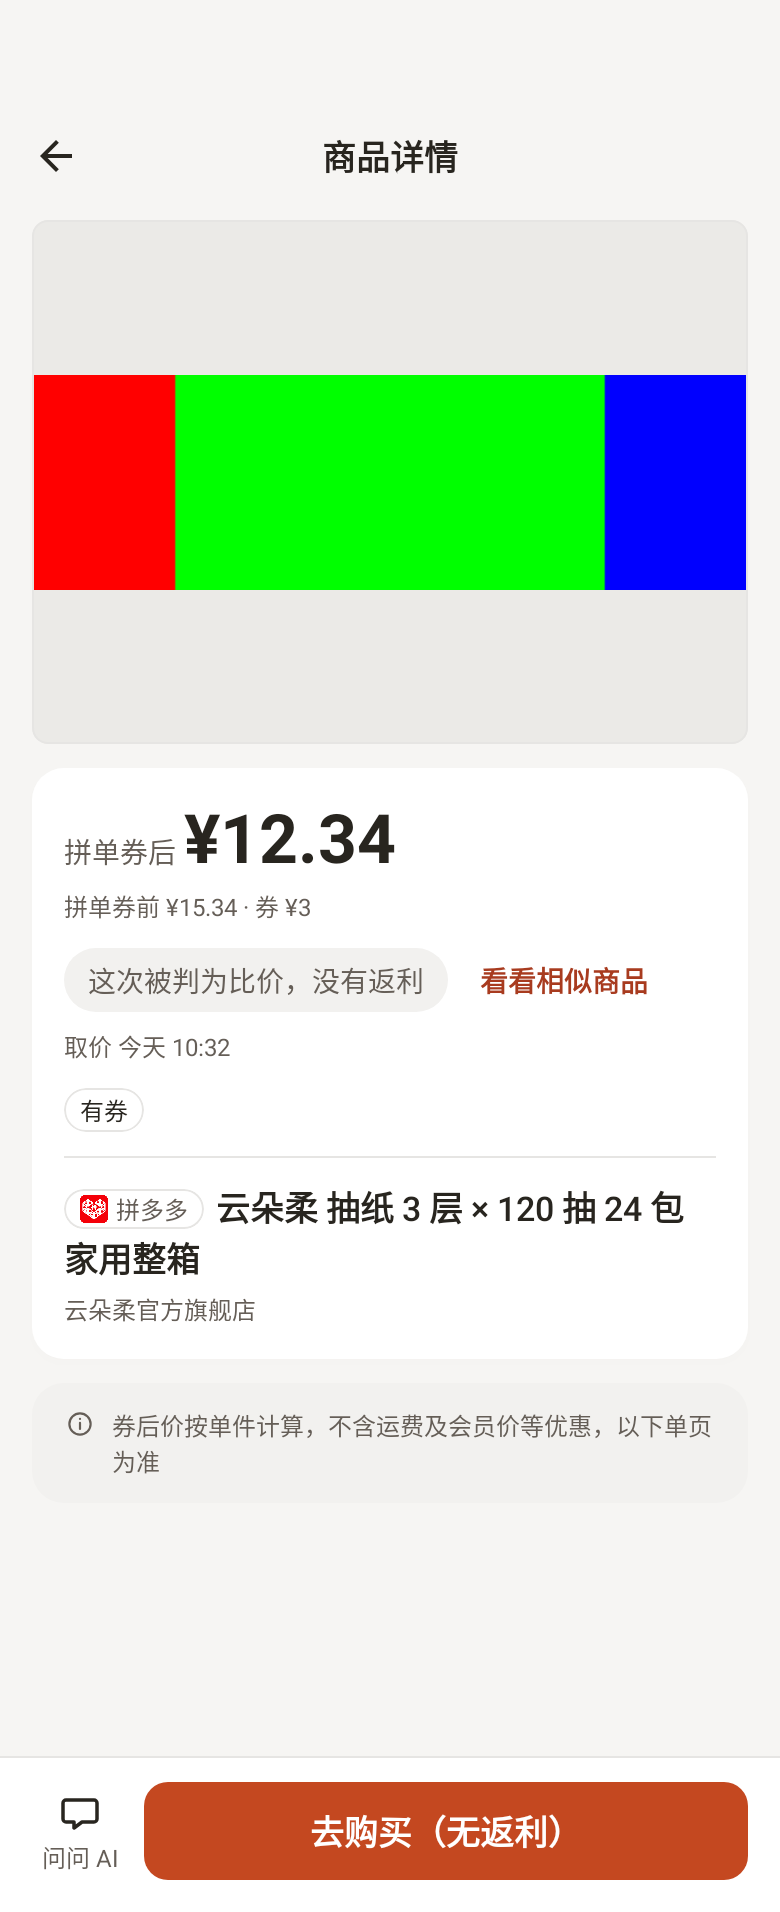 商品详情
拼单券后 ¥12.34
拼单券前 ¥15.34 · 券 ¥3
这次被判为比价，没有返利 看看相似商品
取价 今天 10:32
有券
拼多多 云朵柔 抽纸 3 层 × 120 抽 24 包
家用整箱
云朵柔官方旗舰店
券后价按单件计算，不含运费及会员价等优惠，以下单页
为准
去购买（无返利）
问问 AI